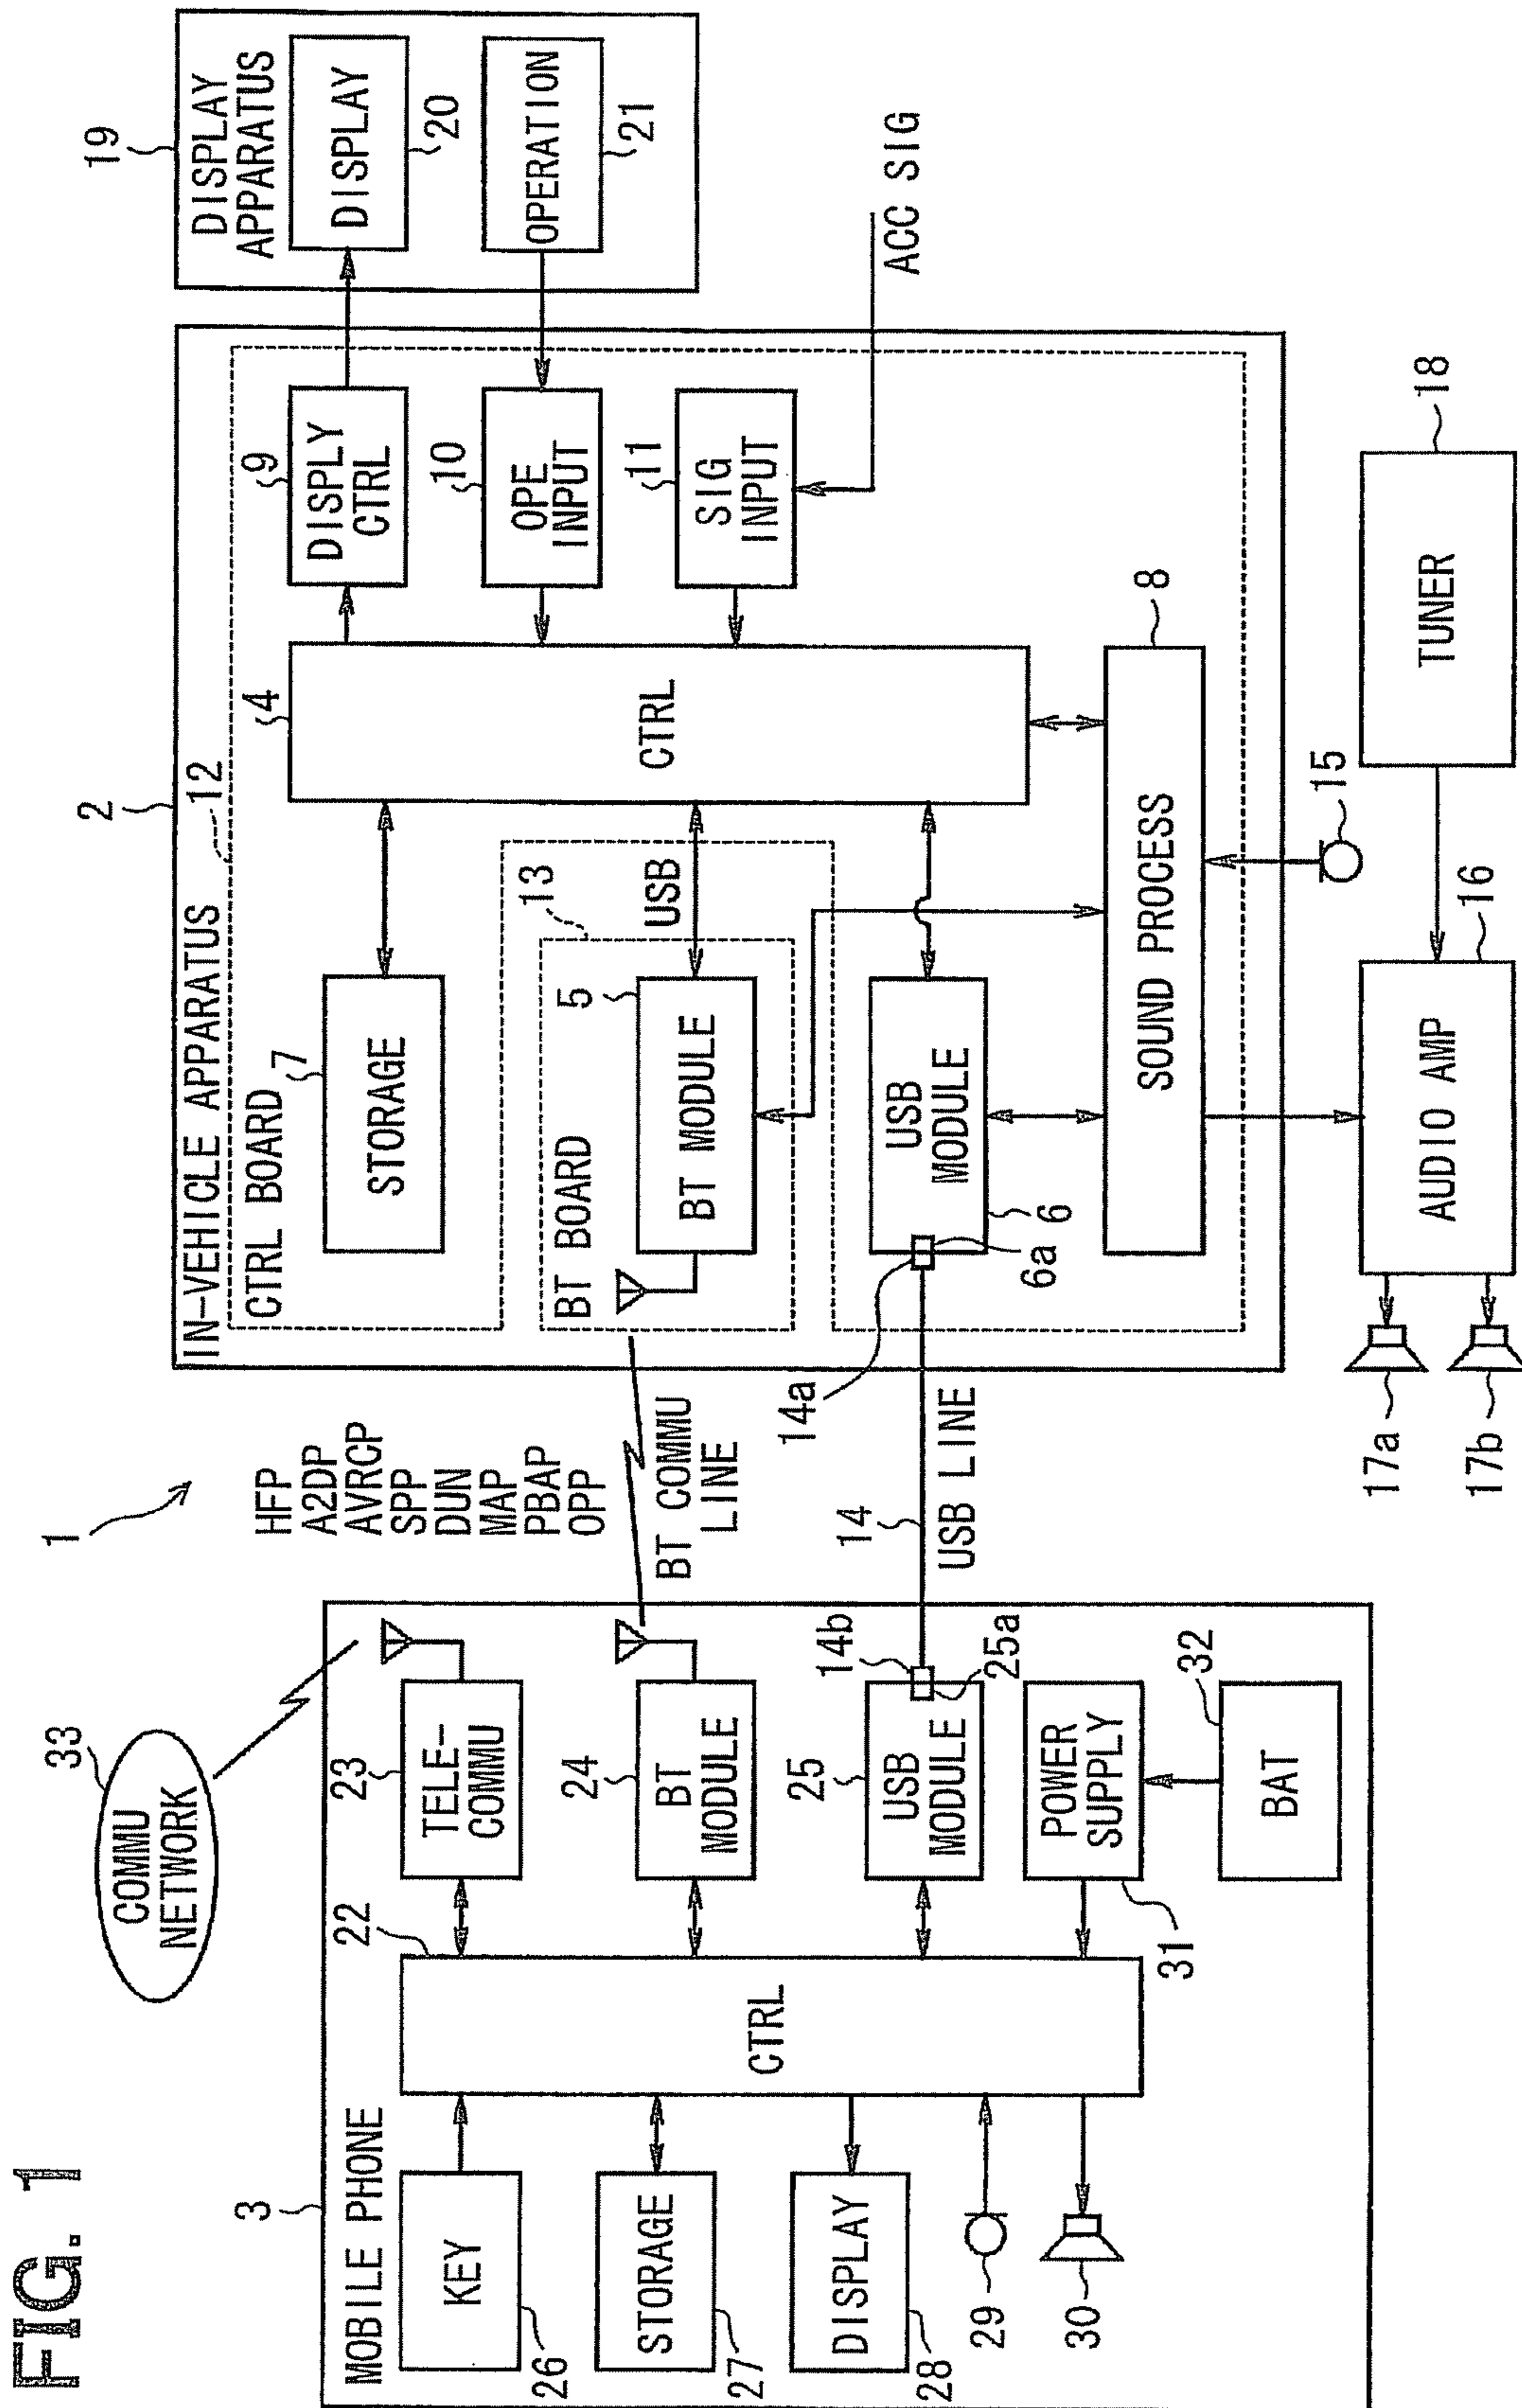 FIG. 1
1
33
COMMU
NETWORK
HFP
A2DP
AVRCP
SPP
DUN
MAP
PBAP
OPP
3
MOBILE PHONE
KEY
26
STORAGE
27
DISPLAY
28
29
30
22
CTRL
23
TELE-
COMMU
24
BT
MODULE
25
USB
MODULE
14b
25a
POWER
SUPPLY
31
32
BAT
BT COMMU
LINE
14
USB LINE
14a
2
IN-VEHICLE APPARATUS
12
CTRL BOARD
7
STORAGE
13
BT BOARD
5
BT MODULE
USB
USB
MODULE
6
6a
4
CTRL
9
DISPLY
CTRL
10
OPE
INPUT
11
SIG
INPUT
8
SOUND PROCESS
19
DISPLAY
APPARATUS
DISPLAY
20
OPERATION
21
ACC SIG
15
16
AUDIO AMP
17a
17b
18
TUNER